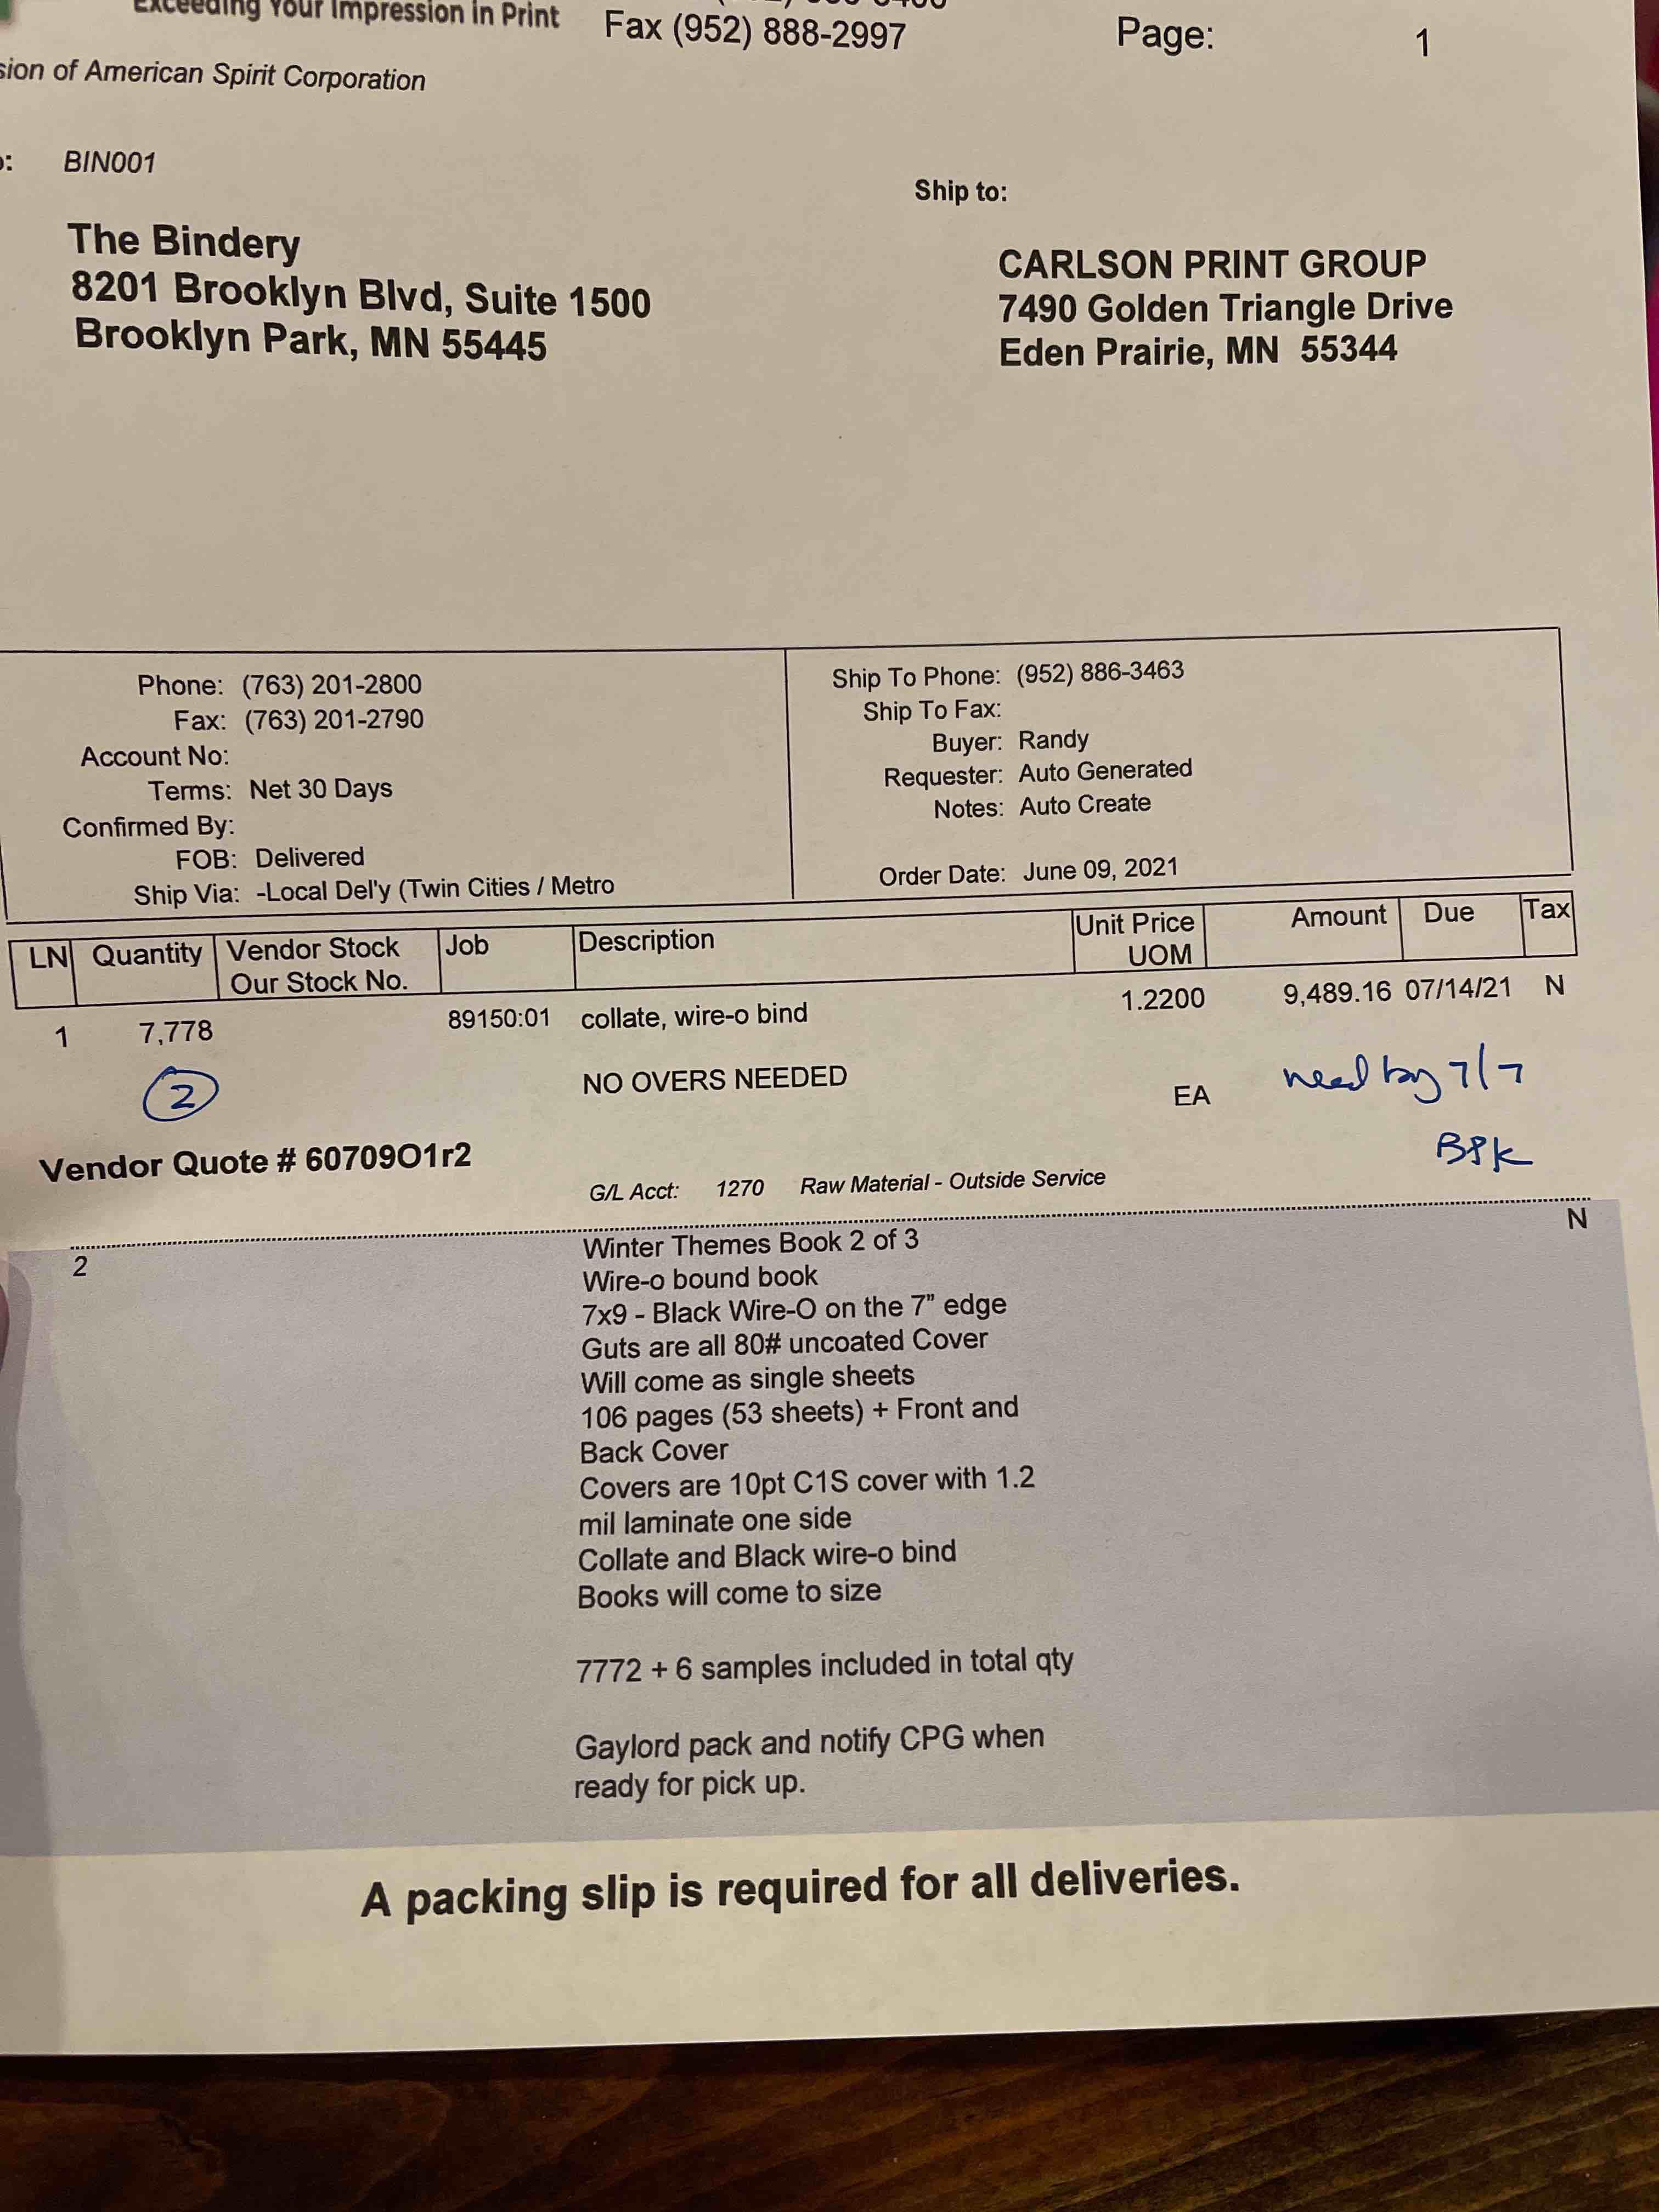 Exceeding Your Impression in Print
Fax (952) 888-2997
Page: 1
sion of American Spirit Corporation
: BIN001
Ship to:
The Bindery
8201 Brooklyn Blvd, Suite 1500
Brooklyn Park, MN 55445
CARLSON PRINT GROUP
7490 Golden Triangle Drive
Eden Prairie, MN 55344
Phone: (763) 201-2800
Fax: (763) 201-2790
Account No:
Terms: Net 30 Days
Confirmed By:
FOB: Delivered
Ship Via: -Local Del'y (Twin Cities / Metro
Ship To Phone: (952) 886-3463
Ship To Fax:
Buyer: Randy
Requester: Auto Generated
Notes: Auto Create
Order Date: June 09, 2021
LN Quantity Vendor Stock Job Description Unit Price Amount Due Tax
Our Stock No. UOM
1 7,778 89150:01 collate, wire-o bind 1.2200 9,489.16 07/14/21 N
2 NO OVERS NEEDED EA need by 7/7
Vendor Quote # 60709O1r2
G/L Acct: 1270 Raw Material - Outside Service
2 Winter Themes Book 2 of 3 N
Wire-o bound book
7x9 - Black Wire-O on the 7" edge
Guts are all 80# uncoated Cover
Will come as single sheets
106 pages (53 sheets) + Front and
Back Cover
Covers are 10pt C1S cover with 1.2
mil laminate one side
Collate and Black wire-o bind
Books will come to size
7772 + 6 samples included in total qty
Gaylord pack and notify CPG when
ready for pick up.
A packing slip is required for all deliveries.